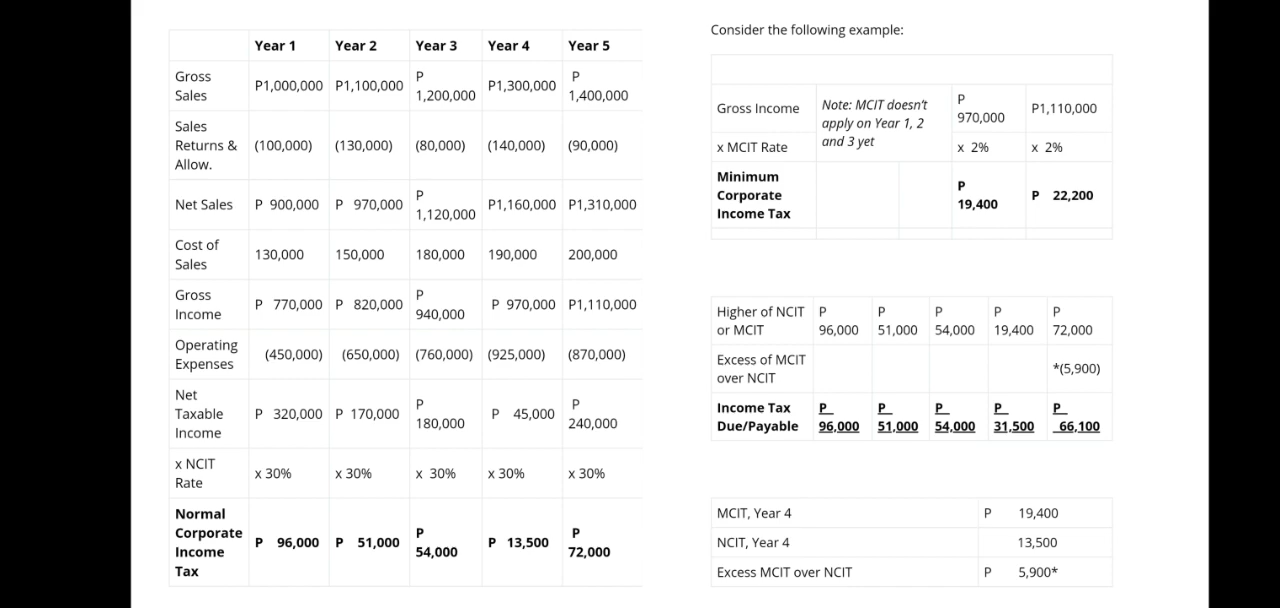 Year 1 Year 2 Year 3 Year 4 Year 5
Gross
Sales
P1,000,000 P1,100,000 P
1,200,000 P1,300,000 P
1,400,000
Sales
Returns &
Allow.
(100,000) (130,000) (80,000) (140,000) (90,000)
Net Sales P 900,000 P 970,000 P
1,120,000 P1,160,000 P1,310,000
Cost of
Sales
130,000 150,000 180,000 190,000 200,000
Gross
Income
P 770,000 P 820,000 P
940,000 P 970,000 P1,110,000
Operating
Expenses
(450,000) (650,000) (760,000) (925,000) (870,000)
Net
Taxable
Income
P 320,000 P 170,000 P
180,000 P 45,000 P
240,000
x NCIT
Rate
x 30% x 30% x 30% x 30% x 30%
Normal
Corporate
Income
Tax
P 96,000 P 51,000 P
54,000 P 13,500 P
72,000
Consider the following example:
Gross Income
Note: MCIT doesn't
apply on Year 1, 2
and 3 yet
P
970,000 P1,110,000
x MCIT Rate x 2% x 2%
Minimum
Corporate
Income Tax
P
19,400 P 22,200
Higher of NCIT
or MCIT
P
96,000 P
51,000 P
54,000 P
19,400 P
72,000
Excess of MCIT
over NCIT
*(5,900)
Income Tax
Due/Payable
P
96,000 P
51,000 P
54,000 P
31,500 P
66,100
MCIT, Year 4 P 19,400
NCIT, Year 4 13,500
Excess MCIT over NCIT P 5,900*